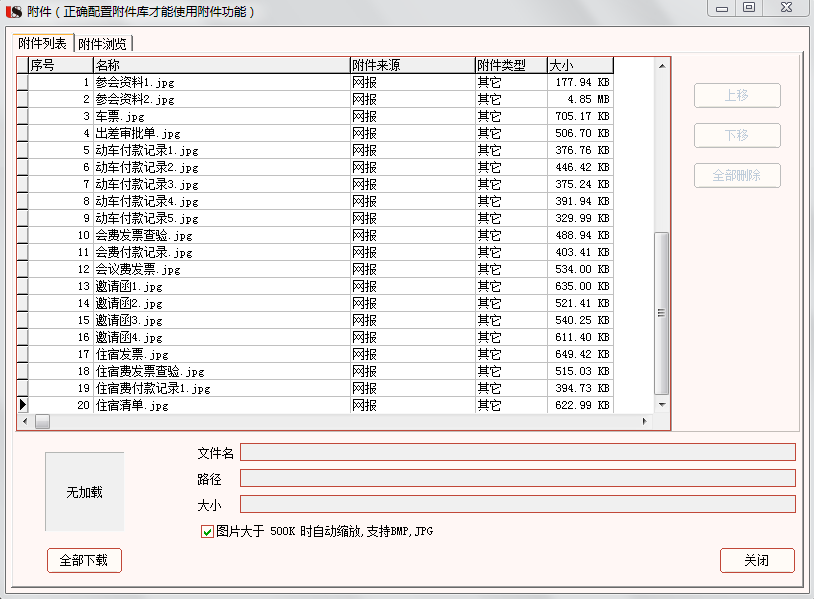 附件（正确配置附件库才能使用附件功能）
附件列表 附件浏览
序号 名称 附件来源 附件类型 大小
1 参会资料1.jpg 网报 其它 177.94 KB
2 参会资料2.jpg 网报 其它 4.85 MB
3 车票.jpg 网报 其它 705.17 KB
4 出差审批单.jpg 网报 其它 506.70 KB
5 动车付款记录1.jpg 网报 其它 376.76 KB
6 动车付款记录2.jpg 网报 其它 446.42 KB
7 动车付款记录3.jpg 网报 其它 375.24 KB
8 动车付款记录4.jpg 网报 其它 391.94 KB
9 动车付款记录5.jpg 网报 其它 329.99 KB
10 会费发票查验.jpg 网报 其它 488.94 KB
11 会费付款记录.jpg 网报 其它 403.41 KB
12 会议费发票.jpg 网报 其它 534.00 KB
13 邀请函1.jpg 网报 其它 635.00 KB
14 邀请函2.jpg 网报 其它 521.41 KB
15 邀请函3.jpg 网报 其它 540.25 KB
16 邀请函4.jpg 网报 其它 611.40 KB
17 住宿发票.jpg 网报 其它 649.42 KB
18 住宿费发票查验.jpg 网报 其它 515.03 KB
19 住宿费付款记录1.jpg 网报 其它 394.73 KB
20 住宿清单.jpg 网报 其它 622.99 KB
上移
下移
全部删除
文件名
路径
大小
无加载
图片大于 500K 时自动缩放,支持BMP,JPG
全部下载
关闭